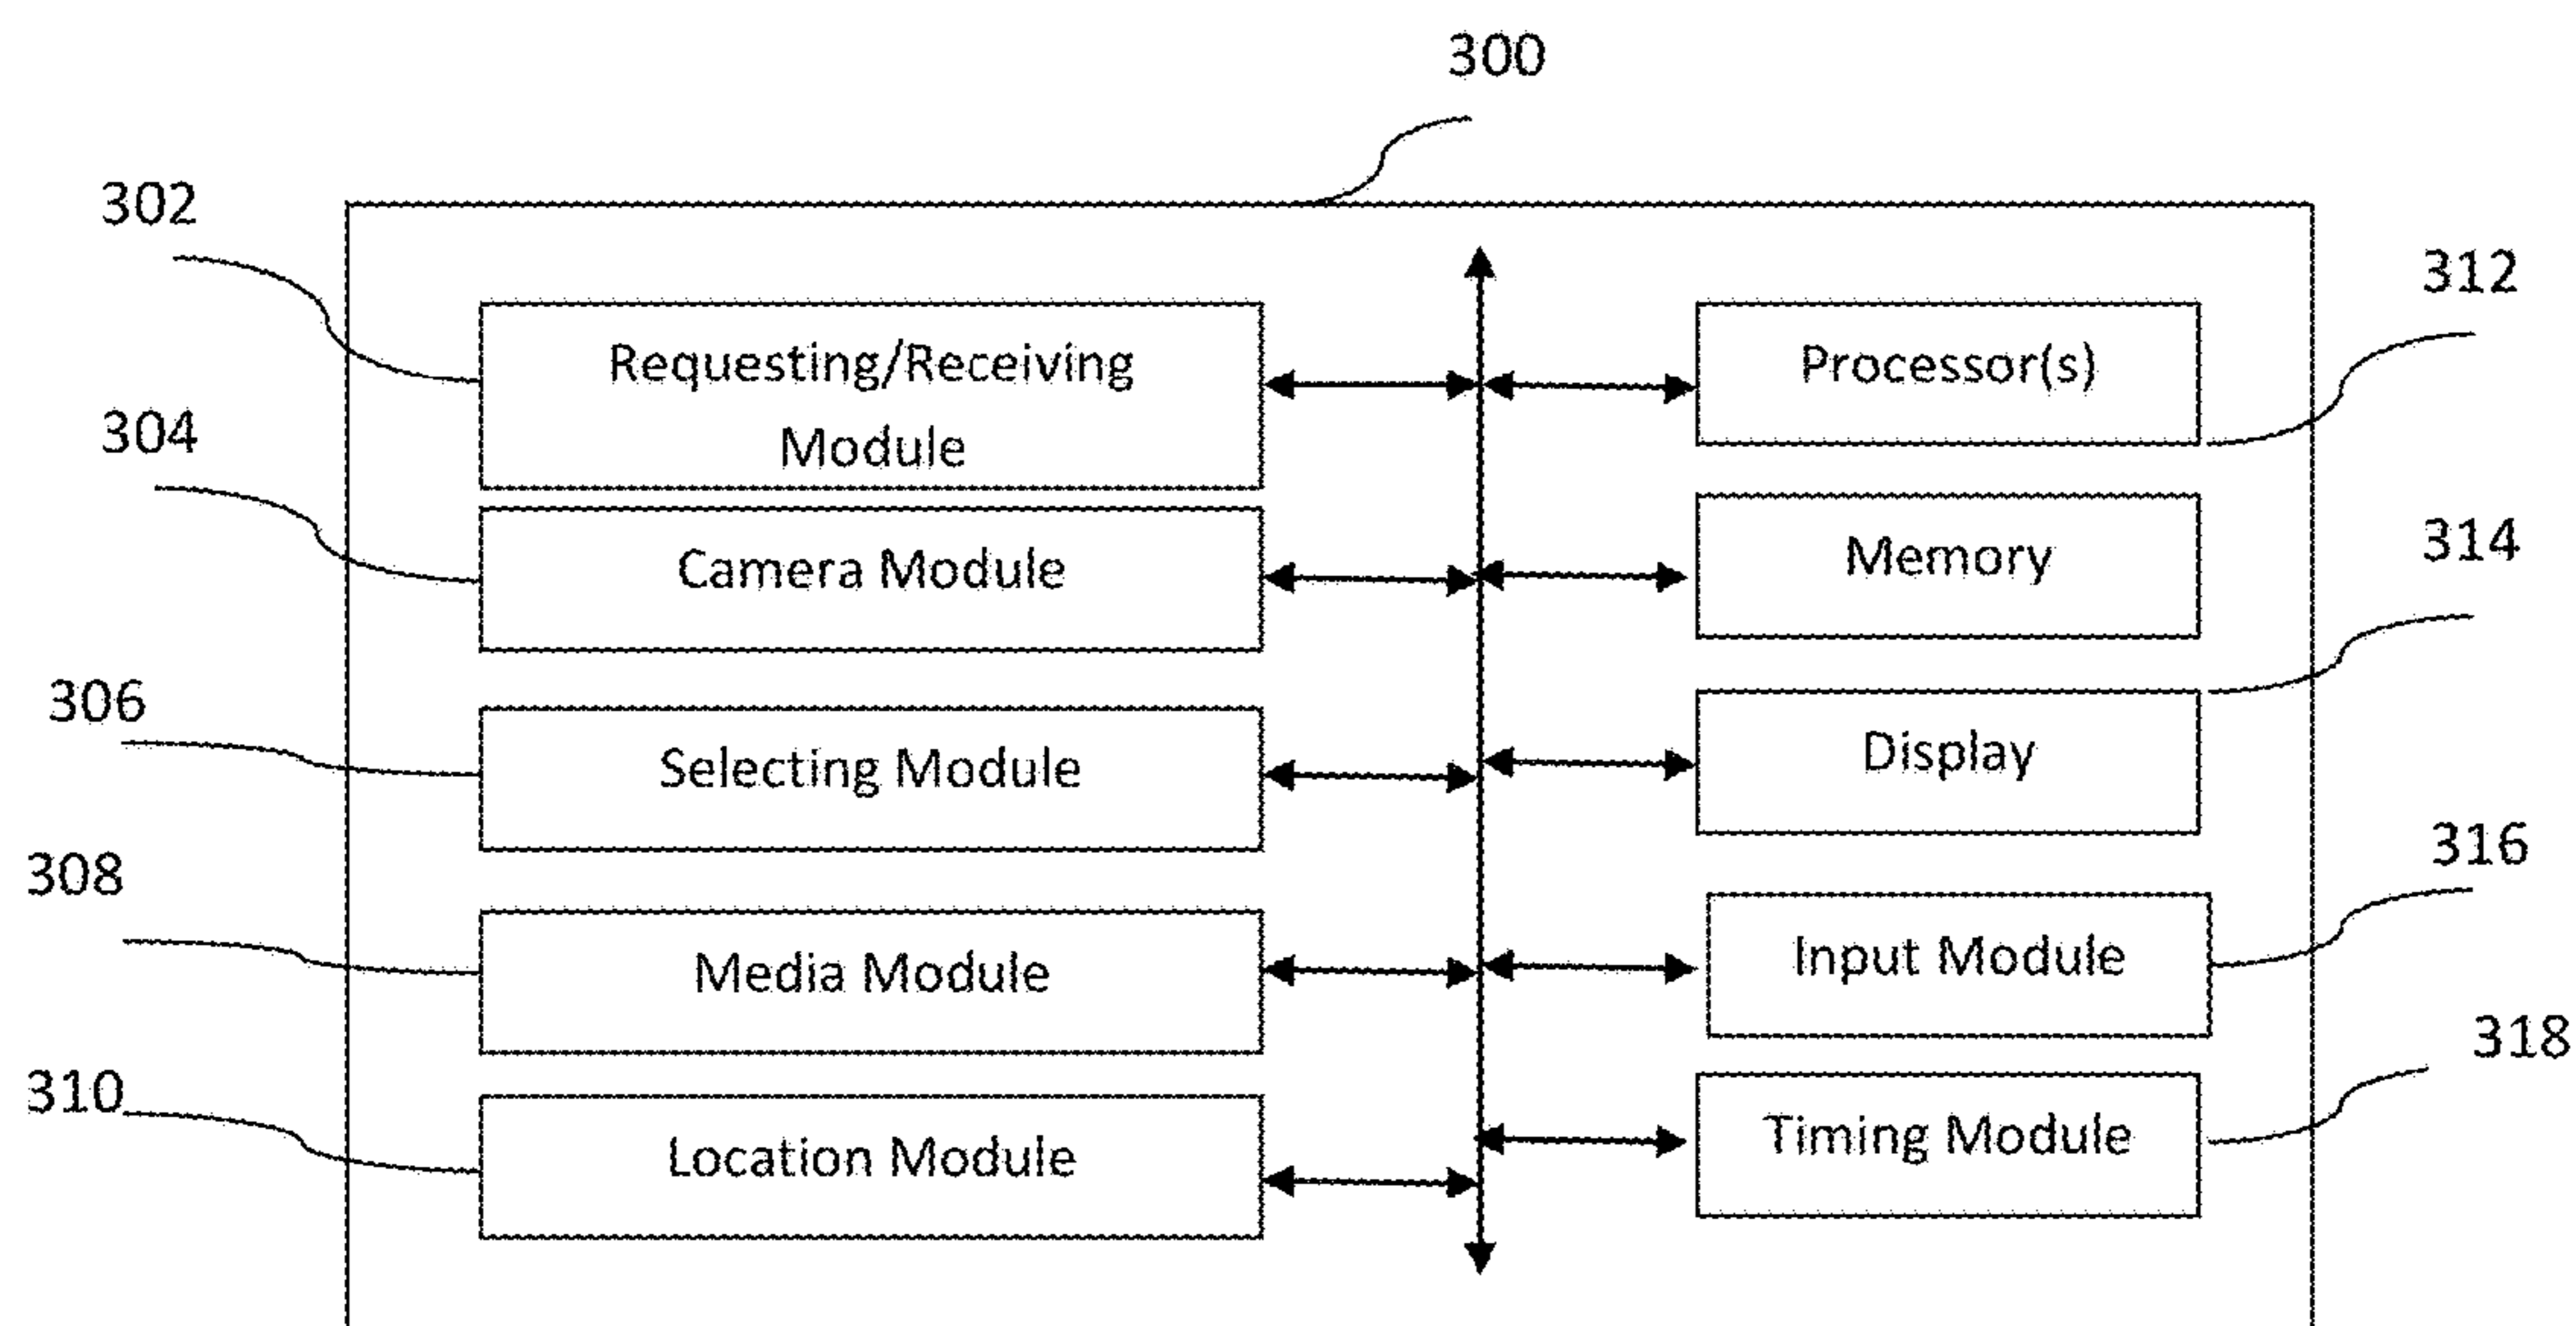 300
302
Requesting/Receiving
Module
304
Camera Module
306
Selecting Module
308
Media Module
310
Location Module
312
Processor(s)
Memory
314
Display
316
Input Module
318
Timing Module